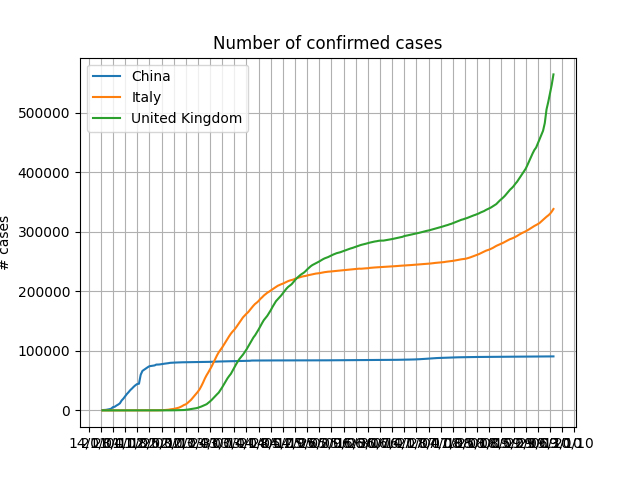 Number of confirmed cases
China
Italy
United Kingdom
500000
400000
300000
200000
100000
0
# cases